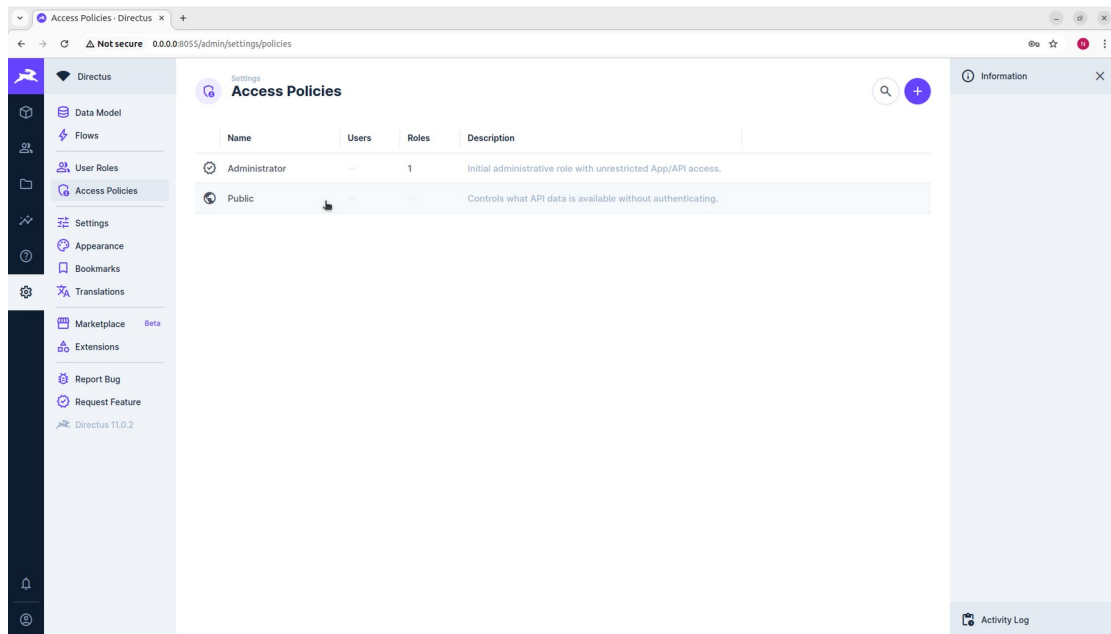 Access Policies · Directus
Not secure 0.0.0.0:8055/admin/settings/policies
N
Directus
Data Model
Flows
User Roles
Access Policies
Settings
Appearance
Bookmarks
Translations
Marketplace Beta
Extensions
Report Bug
Request Feature
Directus 11.0.2
Settings
Access Policies
Name Users Roles Description
Administrator -- 1 Initial administrative role with unrestricted App/API access.
Public -- -- Controls what API data is available without authenticating.
Information
Activity Log